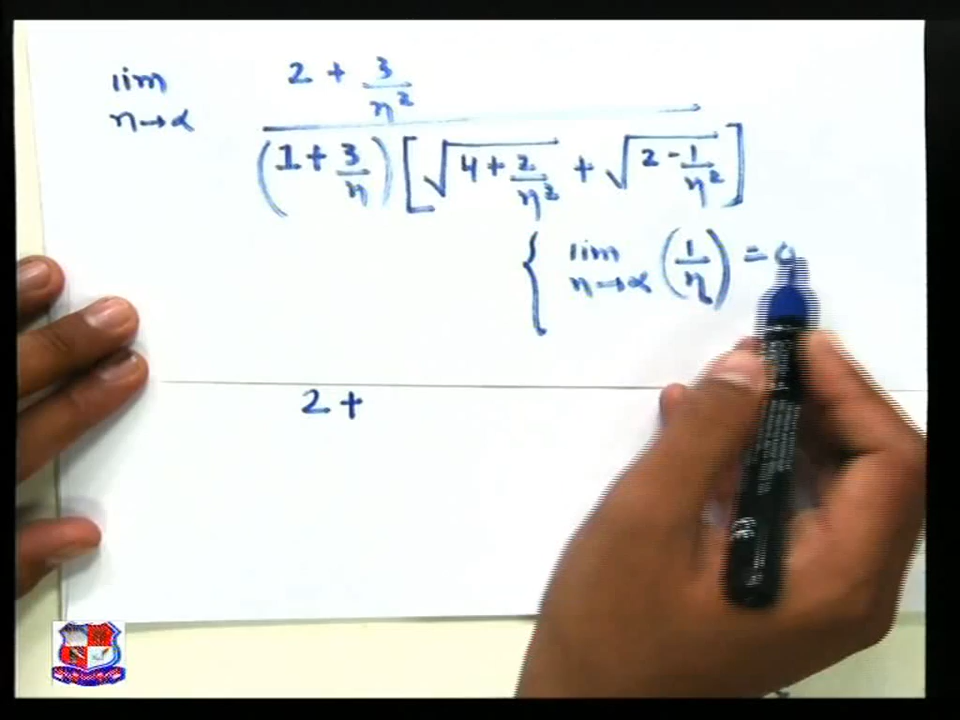 lim 2 + 3/n²
n→∝ (1 + 3/n) [√(4 + 2/n²) + √(2 - 1/n²)]
{ lim (1/n) = 0
n→∝
2 +